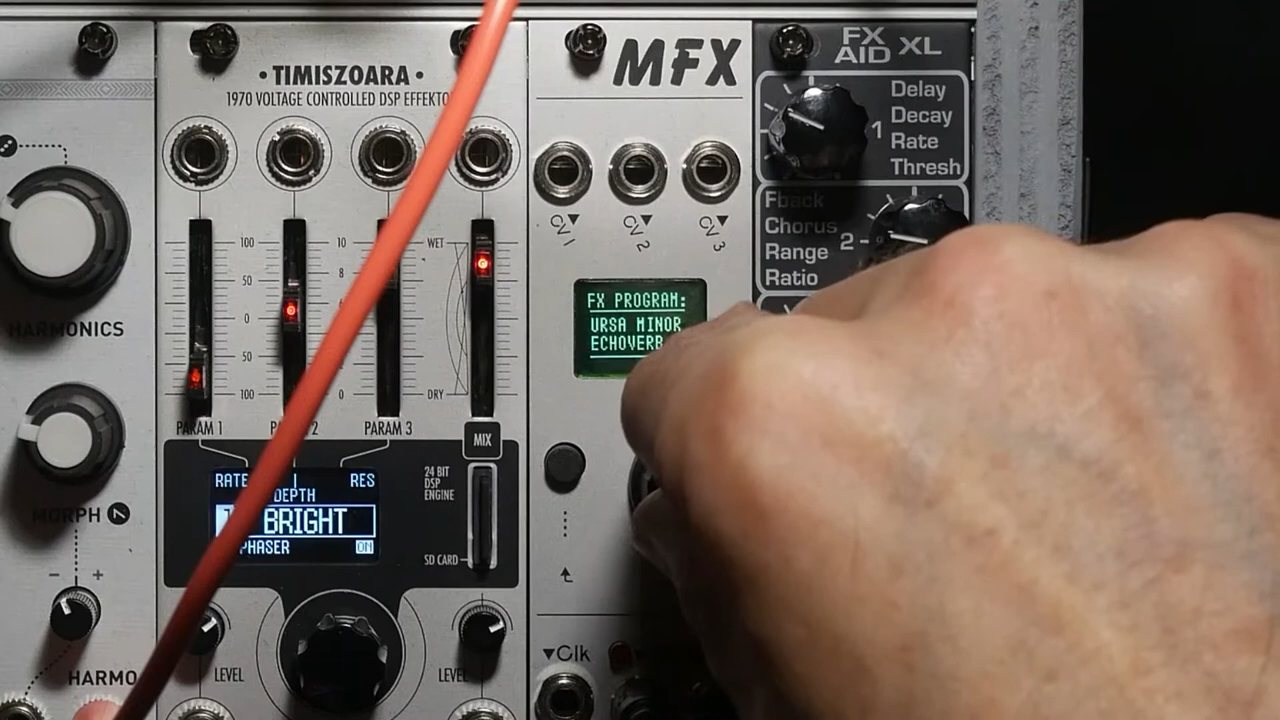 • TIMISZOARA •
1970 VOLTAGE CONTROLLED DSP EFFEKTO
MFX
FX
AID XL
Delay
Decay
Rate
Thresh
1
Fback
Chorus
Range
Ratio
2
CV 1
CV 2
CV 3
100
50
0
50
100
10
8
0
WET
DRY
HARMONICS
PARAM 1
2
PARAM 3
MIX
FX PROGRAM:
URSA MINOR
ECHOVERB
RATE
DEPTH
RES
BRIGHT
PHASER
ON
24 BIT
DSP
ENGINE
SD CARD
MORPH
- +
HARMO
LEVEL
LEVEL
▼Clk